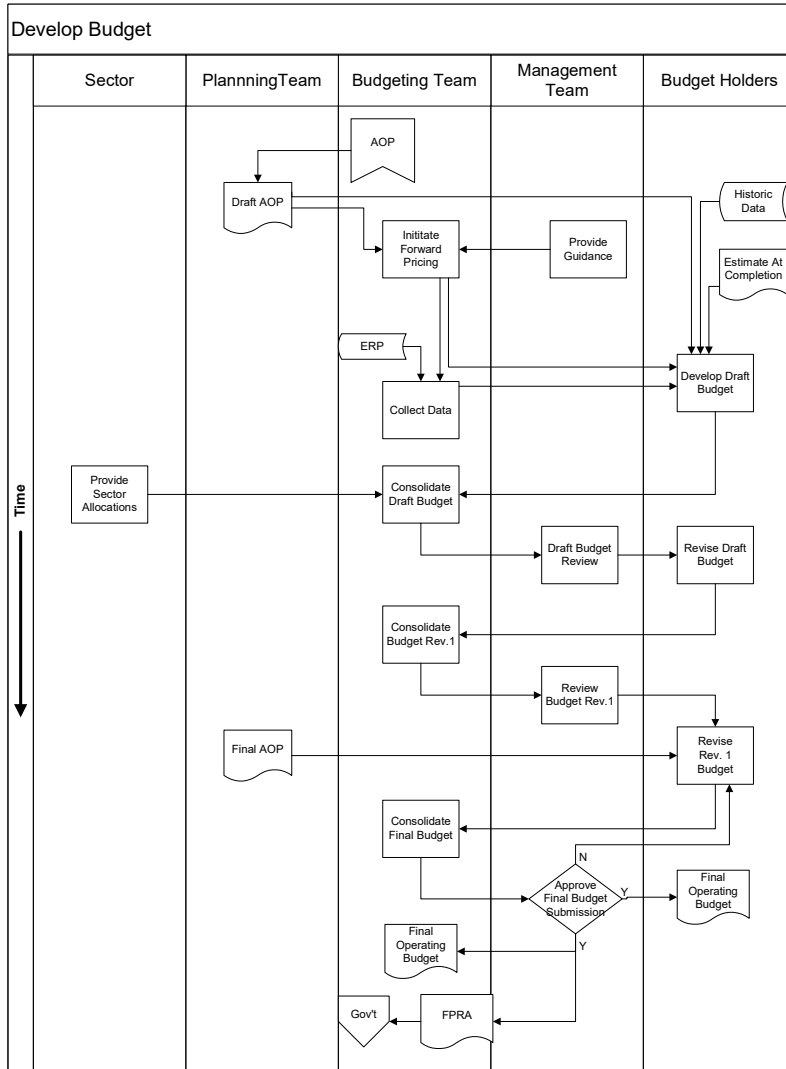 Develop Budget
Sector
PlannningTeam
Budgeting Team
Management
Team
Budget Holders
Time
AOP
Draft AOP
Historic
Data
Inititate
Forward
Pricing
Provide
Guidance
Estimate At
Completion
ERP
Develop Draft
Budget
Collect Data
Provide
Sector
Allocations
Consolidate
Draft Budget
Draft Budget
Review
Revise Draft
Budget
Consolidate
Budget Rev.1
Review
Budget Rev.1
Final AOP
Revise
Rev. 1
Budget
Consolidate
Final Budget
N
Approve
Final Budget
Submission
Y
Final
Operating
Budget
Y
Final
Operating
Budget
Gov't
FPRA